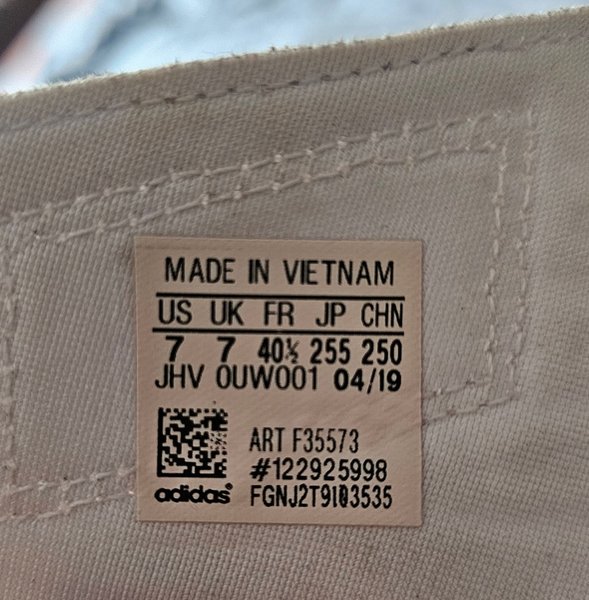 MADE IN VIETNAM
US UK FR JP CHN
7 7 40½ 255 250
JHV 0UW001 04/19
ART F35573
#122925998
adidas® FGNJ2T9103535